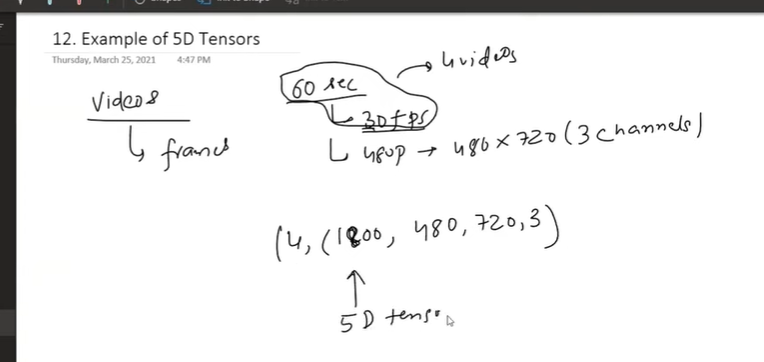 12. Example of 5D Tensors
Thursday, March 25, 2021 4:47 PM
Videos
frames
60 sec
30 fps
4 videos
480p → 480 × 720 (3 channels)
(4, (1800, 480, 720, 3)
5D tensor